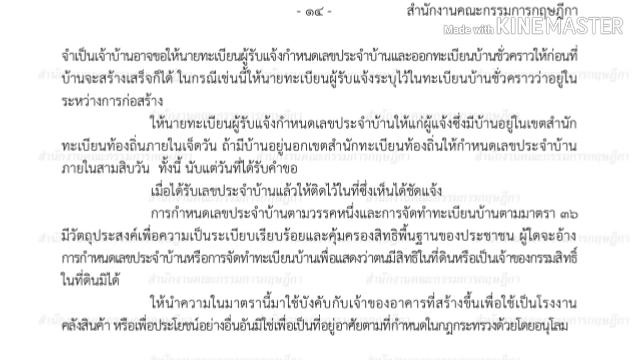 - ๑๔ -
สำนักงานคณะกรรมการกฤษฎีกา
Made with KINEMASTER
จำเป็นเจ้าบ้านอาจขอให้นายทะเบียนผู้รับแจ้งกำหนดเลขประจำบ้านและออกทะเบียนบ้านชั่วคราวให้ก่อนที่
บ้านจะสร้างเสร็จก็ได้ ในกรณีเช่นนี้ให้นายทะเบียนผู้รับแจ้งระบุไว้ในทะเบียนบ้านชั่วคราวว่าอยู่ใน
ระหว่างการก่อสร้าง
ให้นายทะเบียนผู้รับแจ้งกำหนดเลขประจำบ้านให้แก่ผู้แจ้งซึ่งมีบ้านอยู่ในเขตสำนัก
ทะเบียนท้องถิ่นภายในเจ็ดวัน ถ้ามีบ้านอยู่นอกเขตสำนักทะเบียนท้องถิ่นให้กำหนดเลขประจำบ้าน
ภายในสามสิบวัน ทั้งนี้ นับแต่วันที่ได้รับคำขอ
เมื่อได้รับเลขประจำบ้านแล้วให้ติดไว้ในที่ซึ่งเห็นได้ชัดแจ้ง
การกำหนดเลขประจำบ้านตามวรรคหนึ่งและการจัดทำทะเบียนบ้านตามมาตรา ๓๖
มีวัตถุประสงค์เพื่อความเป็นระเบียบเรียบร้อยและคุ้มครองสิทธิพื้นฐานของประชาชน ผู้ใดจะอ้าง
การกำหนดเลขประจำบ้านหรือการจัดทำทะเบียนบ้านเพื่อแสดงว่าตนมีสิทธิในที่ดินหรือเป็นเจ้าของกรรมสิทธิ์
ในที่ดินมิได้
ให้นำความในมาตรานี้มาใช้บังคับกับเจ้าของอาคารที่สร้างขึ้นเพื่อใช้เป็นโรงงาน
คลังสินค้า หรือเพื่อประโยชน์อย่างอื่นอันมิใช่เพื่อเป็นที่อยู่อาศัยตามที่กำหนดในกฎกระทรวงด้วยโดยอนุโลม